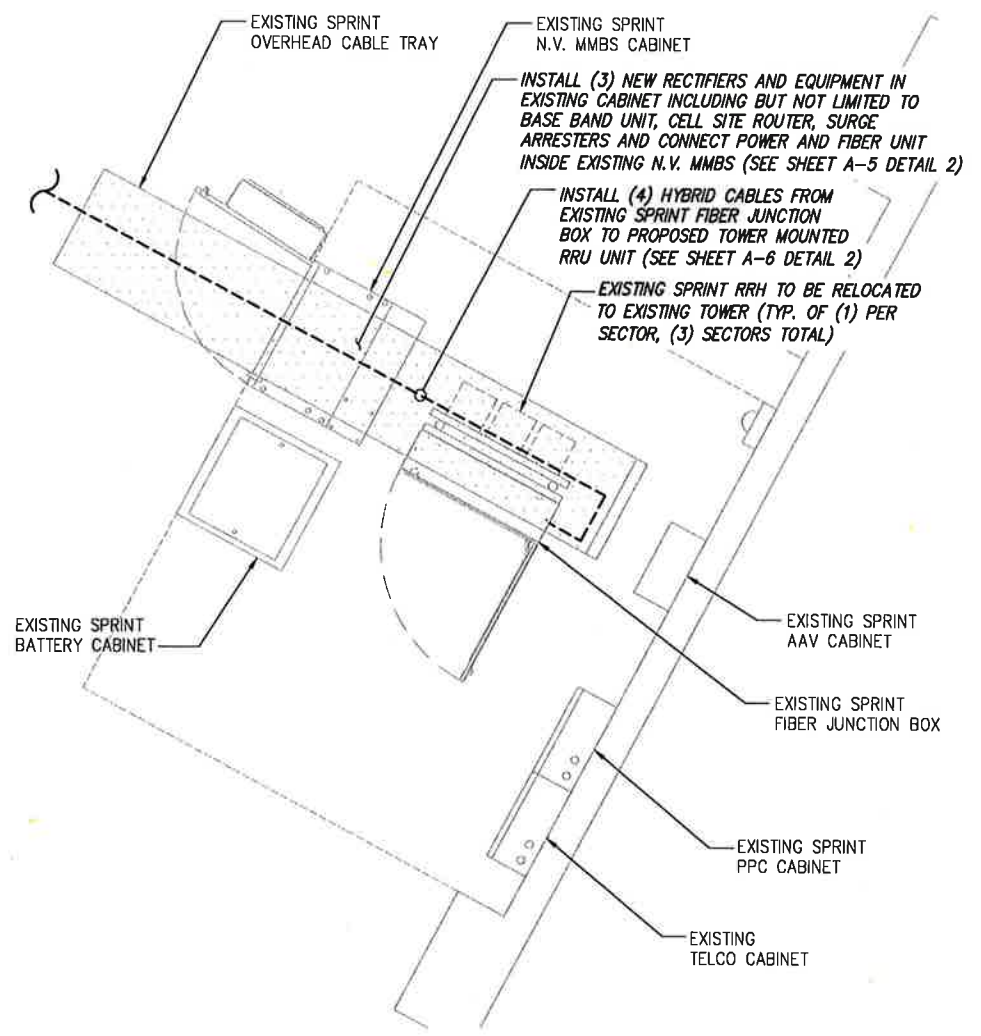 EXISTING SPRINT
OVERHEAD CABLE TRAY
EXISTING SPRINT
N.V. MMBS CABINET
INSTALL (3) NEW RECTIFIERS AND EQUIPMENT IN
EXISTING CABINET INCLUDING BUT NOT LIMITED TO
BASE BAND UNIT, CELL SITE ROUTER, SURGE
ARRESTERS AND CONNECT POWER AND FIBER UNIT
INSIDE EXISTING N.V. MMBS (SEE SHEET A-5 DETAIL 2)
INSTALL (4) HYBRID CABLES FROM
EXISTING SPRINT FIBER JUNCTION
BOX TO PROPOSED TOWER MOUNTED
RRU UNIT (SEE SHEET A-6 DETAIL 2)
EXISTING SPRINT RRH TO BE RELOCATED
TO EXISTING TOWER (TYP. OF (1) PER
SECTOR, (3) SECTORS TOTAL)
EXISTING SPRINT
BATTERY CABINET
EXISTING SPRINT
AAV CABINET
EXISTING SPRINT
FIBER JUNCTION BOX
EXISTING SPRINT
PPC CABINET
EXISTING
TELCO CABINET